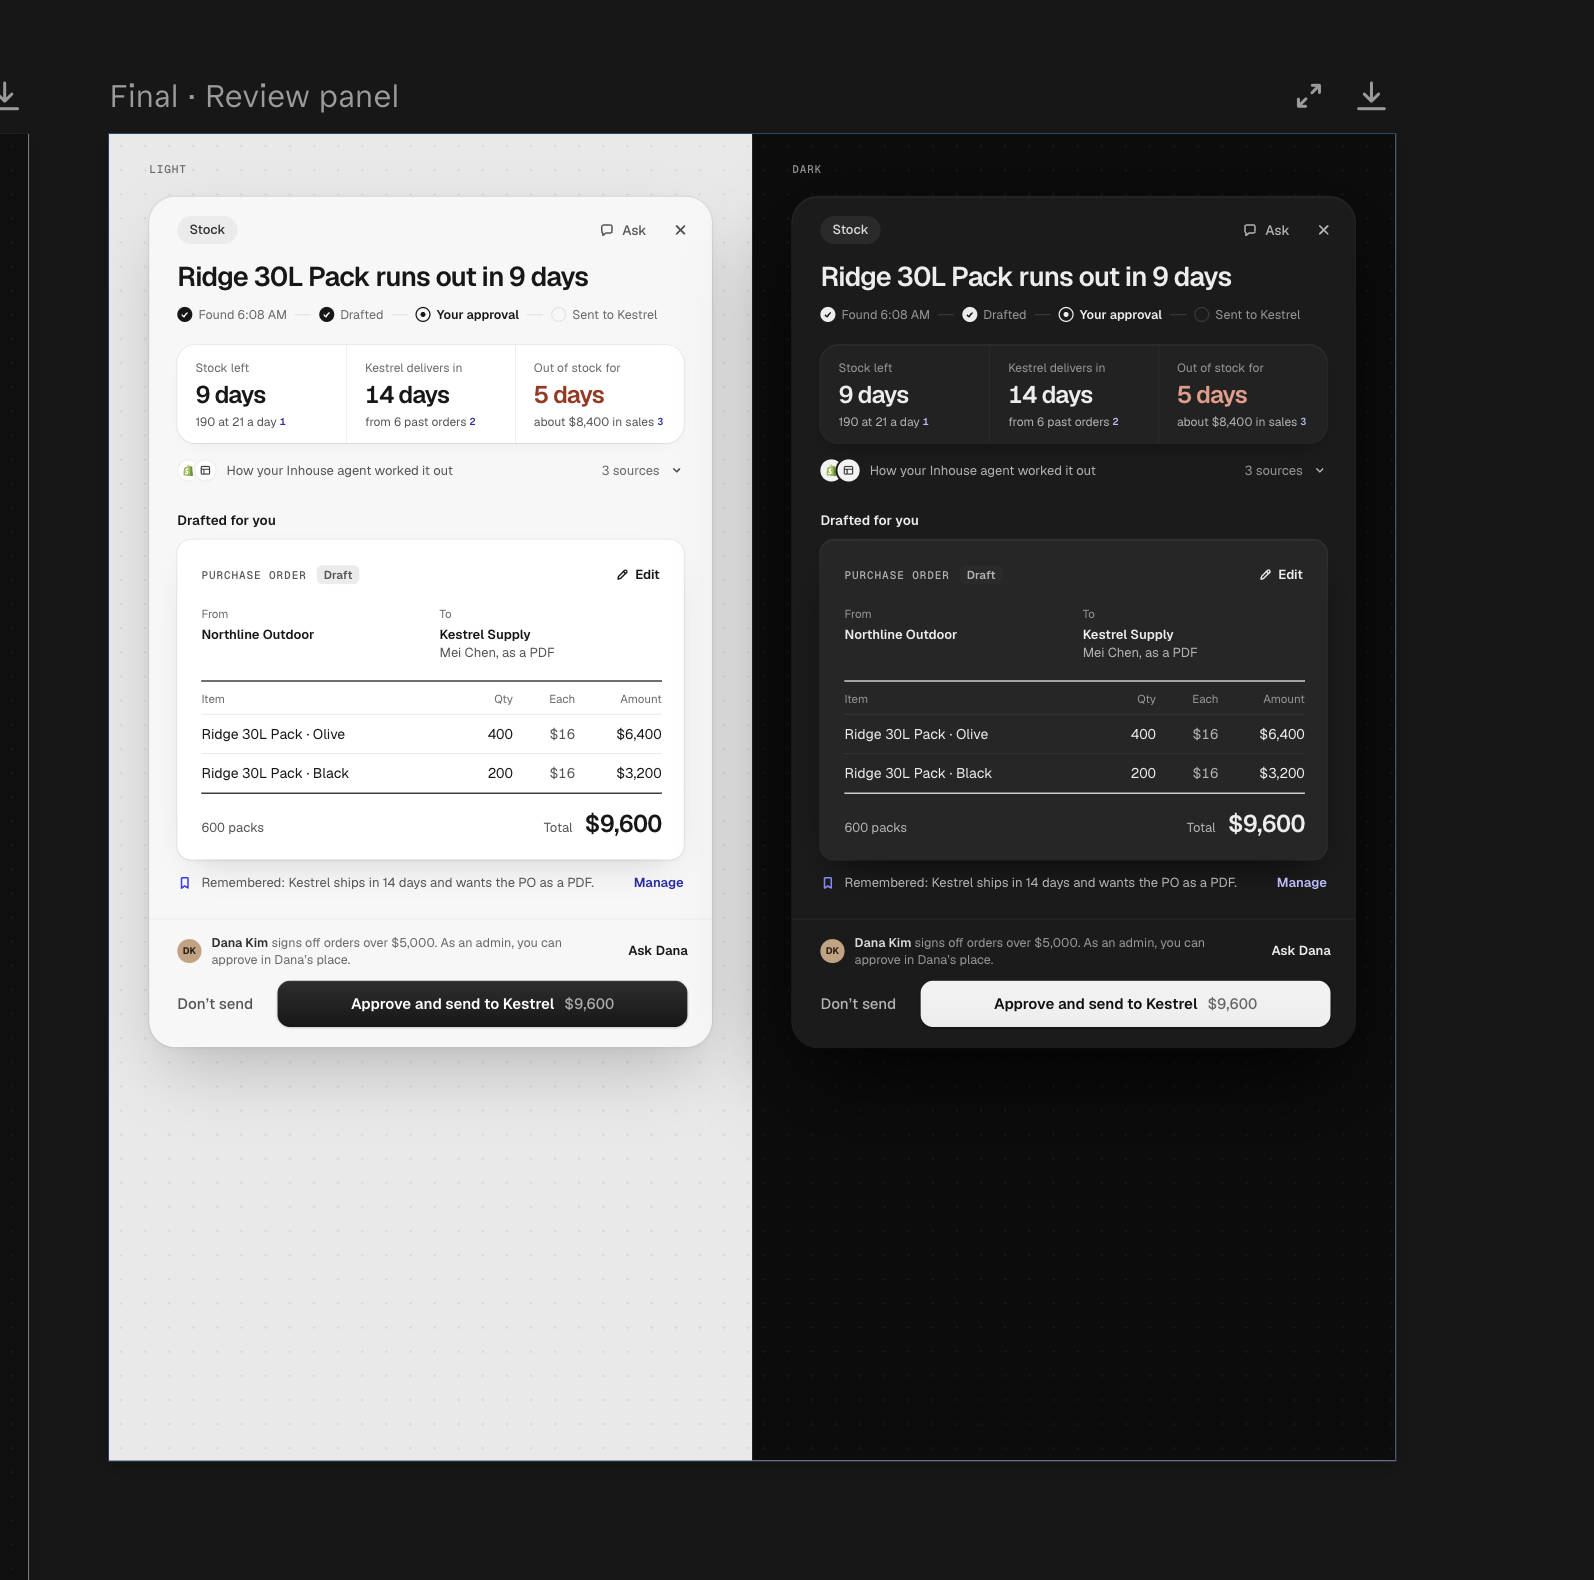 Final · Review panel
LIGHT
Stock
Ask
Ridge 30L Pack runs out in 9 days
Found 6:08 AM
Drafted
Your approval
Sent to Kestrel
Stock left
9 days
190 at 21 a day 1
Kestrel delivers in
14 days
from 6 past orders 2
Out of stock for
5 days
about $8,400 in sales 3
How your Inhouse agent worked it out
3 sources
Drafted for you
PURCHASE ORDER
Draft
Edit
From
Northline Outdoor
To
Kestrel Supply
Mei Chen, as a PDF
Item Qty Each Amount
Ridge 30L Pack · Olive 400 $16 $6,400
Ridge 30L Pack · Black 200 $16 $3,200
600 packs Total $9,600
Remembered: Kestrel ships in 14 days and wants the PO as a PDF.
Manage
DK
Dana Kim signs off orders over $5,000. As an admin, you can
approve in Dana’s place.
Ask Dana
Don’t send
Approve and send to Kestrel $9,600
DARK
Stock
Ask
Ridge 30L Pack runs out in 9 days
Found 6:08 AM
Drafted
Your approval
Sent to Kestrel
Stock left
9 days
190 at 21 a day 1
Kestrel delivers in
14 days
from 6 past orders 2
Out of stock for
5 days
about $8,400 in sales 3
How your Inhouse agent worked it out
3 sources
Drafted for you
PURCHASE ORDER
Draft
Edit
From
Northline Outdoor
To
Kestrel Supply
Mei Chen, as a PDF
Item Qty Each Amount
Ridge 30L Pack · Olive 400 $16 $6,400
Ridge 30L Pack · Black 200 $16 $3,200
600 packs Total $9,600
Remembered: Kestrel ships in 14 days and wants the PO as a PDF.
Manage
DK
Dana Kim signs off orders over $5,000. As an admin, you can
approve in Dana’s place.
Ask Dana
Don’t send
Approve and send to Kestrel $9,600